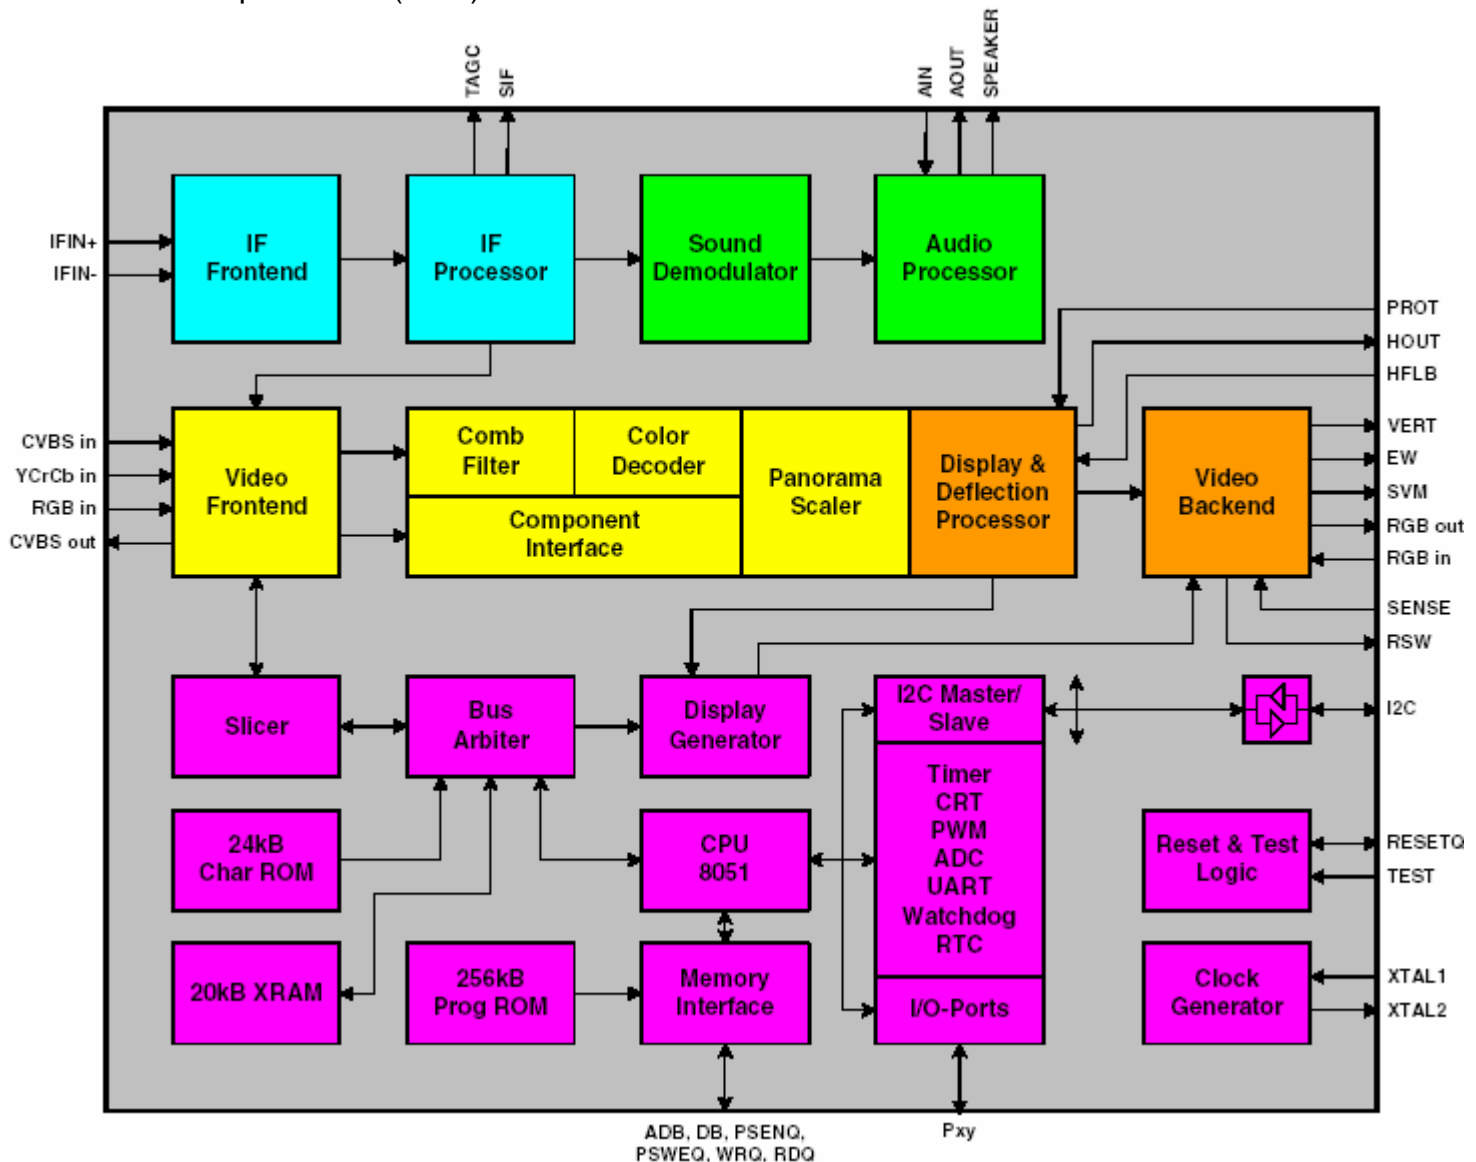 TAGC
SIF
AIN
AOUT
SPEAKER
IFIN+
IFIN-
IF
Frontend
IF
Processor
Sound
Demodulator
Audio
Processor
PROT
HOUT
HFLB
CVBS in
YCrCb in
RGB in
CVBS out
Video
Frontend
Comb
Filter
Color
Decoder
Component
Interface
Panorama
Scaler
Display &
Deflection
Processor
Video
Backend
VERT
EW
SVM
RGB out
RGB in
SENSE
RSW
Slicer
Bus
Arbiter
Display
Generator
I2C Master/
Slave
I2C
24kB
Char ROM
CPU
8051
Timer
CRT
PWM
ADC
UART
Watchdog
RTC
Reset & Test
Logic
RESETQ
TEST
20kB XRAM
256kB
Prog ROM
Memory
Interface
I/O-Ports
Clock
Generator
XTAL1
XTAL2
ADB, DB, PSENQ,
PSWEQ, WRQ, RDQ
Pxy